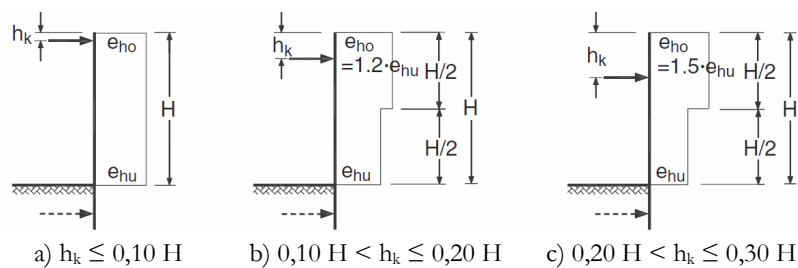 hk
eho
H
ehu
a) hk ≤ 0,10 H
hk
eho
=1.2·ehu
H/2
H
H/2
ehu
b) 0,10 H < hk ≤ 0,20 H
hk
eho
=1.5·ehu
H/2
H
H/2
ehu
c) 0,20 H < hk ≤ 0,30 H